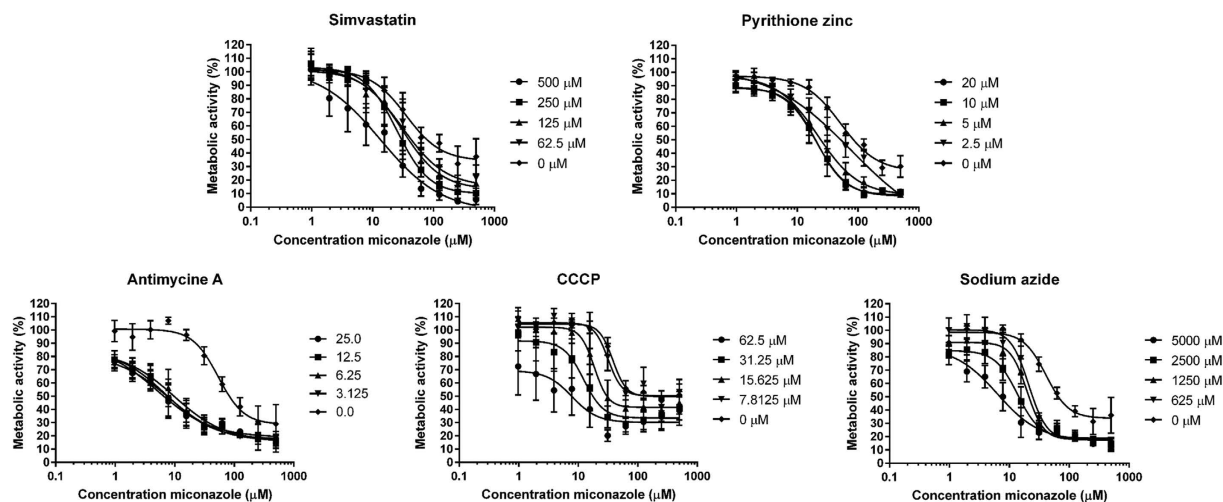 Simvastatin
Metabolic activity (%)
120
110
100
90
80
70
60
50
40
30
20
10
0
0.1
1
10
100
1000
Concentration miconazole (μM)
500 μM
250 μM
125 μM
62.5 μM
0 μM
Pyrithione zinc
Metabolic activity (%)
120
110
100
90
80
70
60
50
40
30
20
10
0
0.1
1
10
100
1000
Concentration miconazole (μM)
20 μM
10 μM
5 μM
2.5 μM
0 μM
Antimycine A
Metabolic activity (%)
120
110
100
90
80
70
60
50
40
30
20
10
0
0.1
1
10
100
1000
Concentration miconazole (μM)
25.0
12.5
6.25
3.125
0.0
CCCP
Metabolic activity (%)
120
110
100
90
80
70
60
50
40
30
20
10
0
0.1
1
10
100
1000
Concentration miconazole (μM)
62.5 μM
31.25 μM
15.625 μM
7.8125 μM
0 μM
Sodium azide
Metabolic activity (%)
120
110
100
90
80
70
60
50
40
30
20
10
0
0.1
1
10
100
1000
Concentration miconazole (μM)
5000 μM
2500 μM
1250 μM
625 μM
0 μM